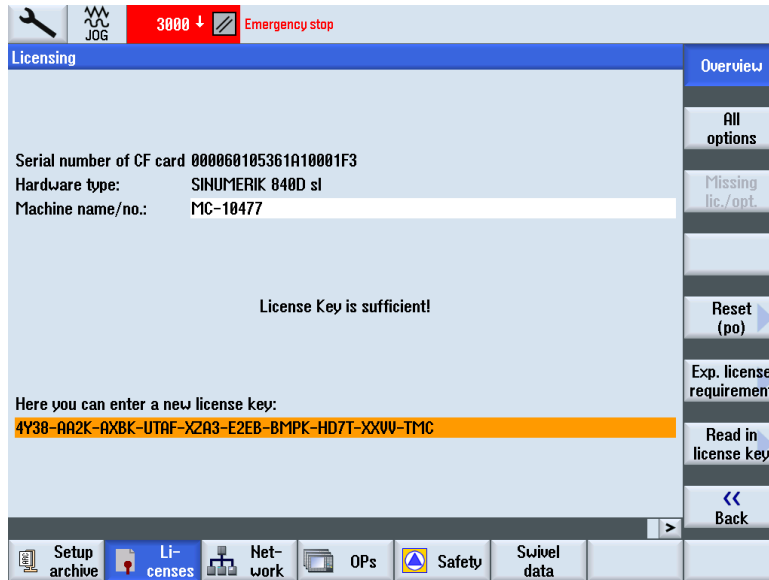 JOG
3000 ↓ Emergency stop
Licensing
Serial number of CF card 000060105361A10001F3
Hardware type: SINUMERIK 840D sl
Machine name/no.: MC-10477
License Key is sufficient!
Here you can enter a new license key:
4Y38-AA2K-AXBK-UTAF-XZA3-E2EB-BMPK-HD7T-XXVV-TMC
Overview
All
options
Missing
lic./opt.
Reset
(po)
Exp. license
requirement
Read in
license key
<<
Back
>
Setup
archive
Li-
censes
Net-
work
OPs
Safety
Swivel
data